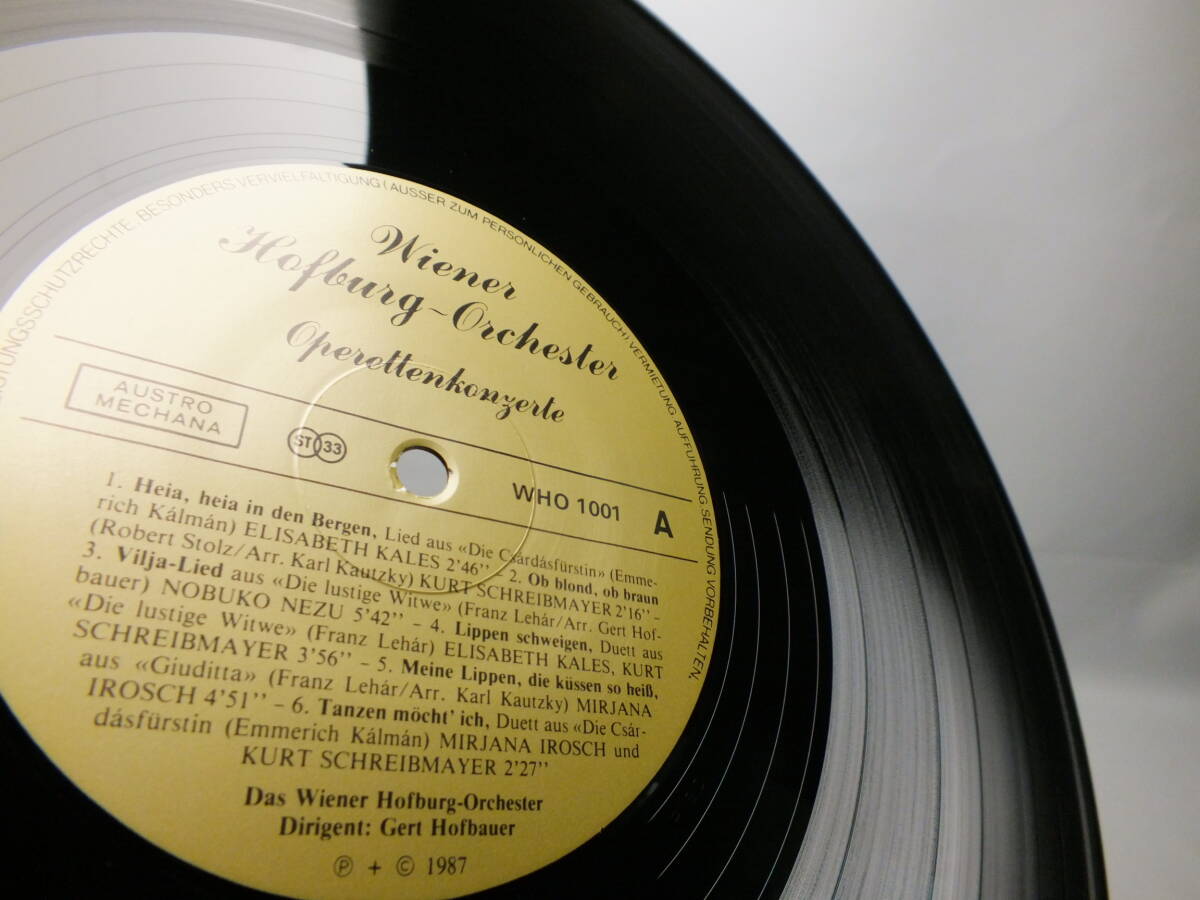 LEISTUNGSSCHUTZRECHTE, BESONDERS VERVIELFÄLTIGUNG (AUSSER ZUM PERSÖNLICHEN GEBRAUCH), VERMIETUNG, AUFFÜHRUNG, SENDUNG VORBEHALTEN.
Wiener
Hofburg-Orchester
Operettenkonzerte
AUSTRO
MECHANA
ST 33
WHO 1001 A
1. Heia, heia in den Bergen, Lied aus «Die Csárdásfürstin» (Emme-
rich Kálmán) ELISABETH KALES 2'46'' – 2. Ob blond, ob braun
(Robert Stolz/Arr. Karl Kautzky) KURT SCHREIBMAYER 2'16'' –
3. Vilja-Lied aus «Die lustige Witwe» (Franz Lehár/Arr. Gert Hof-
bauer) NOBUKO NEZU 5'42'' – 4. Lippen schweigen, Duett aus
«Die lustige Witwe» (Franz Lehár) ELISABETH KALES, KURT
SCHREIBMAYER 3'56'' – 5. Meine Lippen, die küssen so heiß,
aus «Giuditta» (Franz Lehár/Arr. Karl Kautzky) MIRJANA
IROSCH 4'51'' – 6. Tanzen möcht' ich, Duett aus «Die Csár-
dásfürstin (Emmerich Kálmán) MIRJANA IROSCH und
KURT SCHREIBMAYER 2'27''
Das Wiener Hofburg-Orchester
Dirigent: Gert Hofbauer
℗ + © 1987